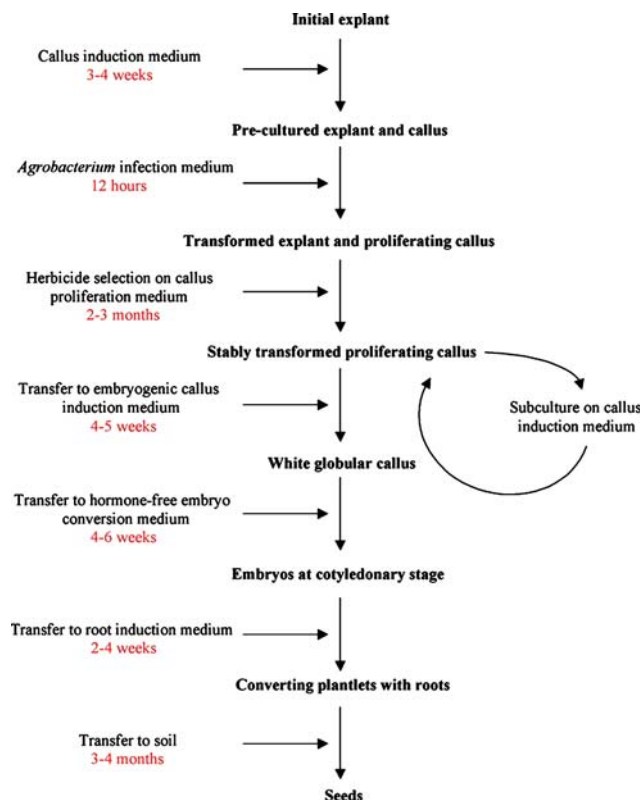 Initial explant
Callus induction medium
3-4 weeks
Pre-cultured explant and callus
Agrobacterium infection medium
12 hours
Transformed explant and proliferating callus
Herbicide selection on callus
proliferation medium
2-3 months
Stably transformed proliferating callus
Subculture on callus
induction medium
Transfer to embryogenic callus
induction medium
4-5 weeks
White globular callus
Transfer to hormone-free embryo
conversion medium
4-6 weeks
Embryos at cotyledonary stage
Transfer to root induction medium
2-4 weeks
Converting plantlets with roots
Transfer to soil
3-4 months
Seeds